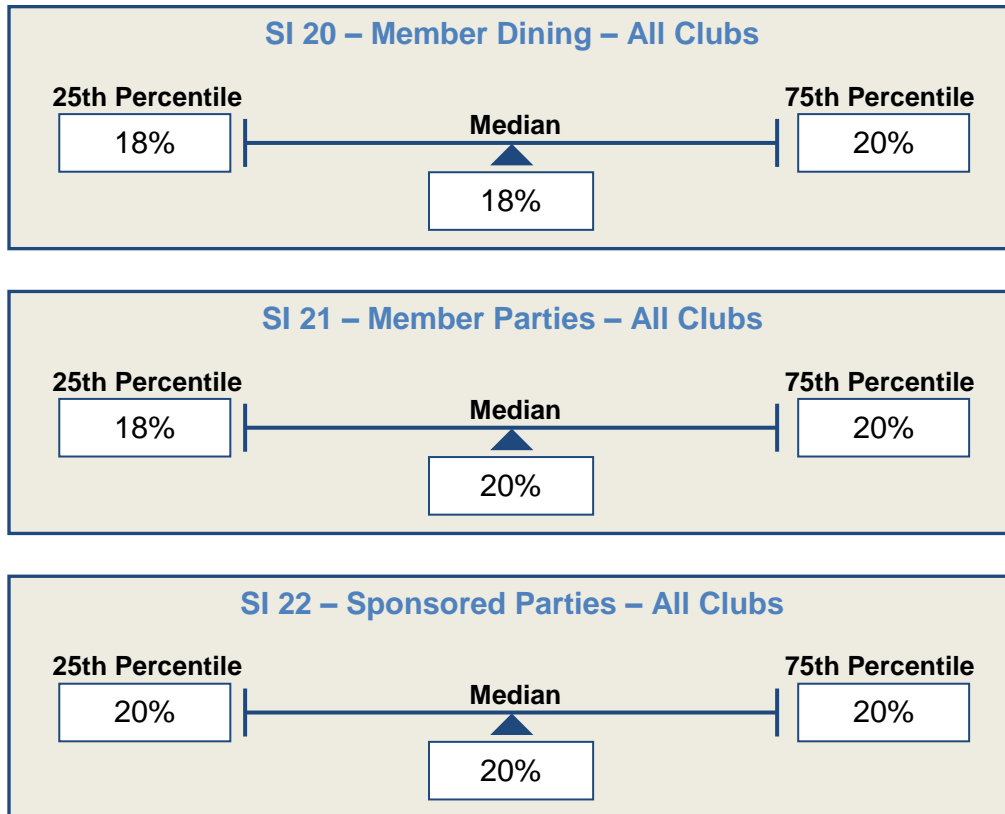 SI 20 – Member Dining – All Clubs
25th Percentile
75th Percentile
Median
18%
20%
18%
SI 21 – Member Parties – All Clubs
25th Percentile
75th Percentile
Median
18%
20%
20%
SI 22 – Sponsored Parties – All Clubs
25th Percentile
75th Percentile
Median
20%
20%
20%